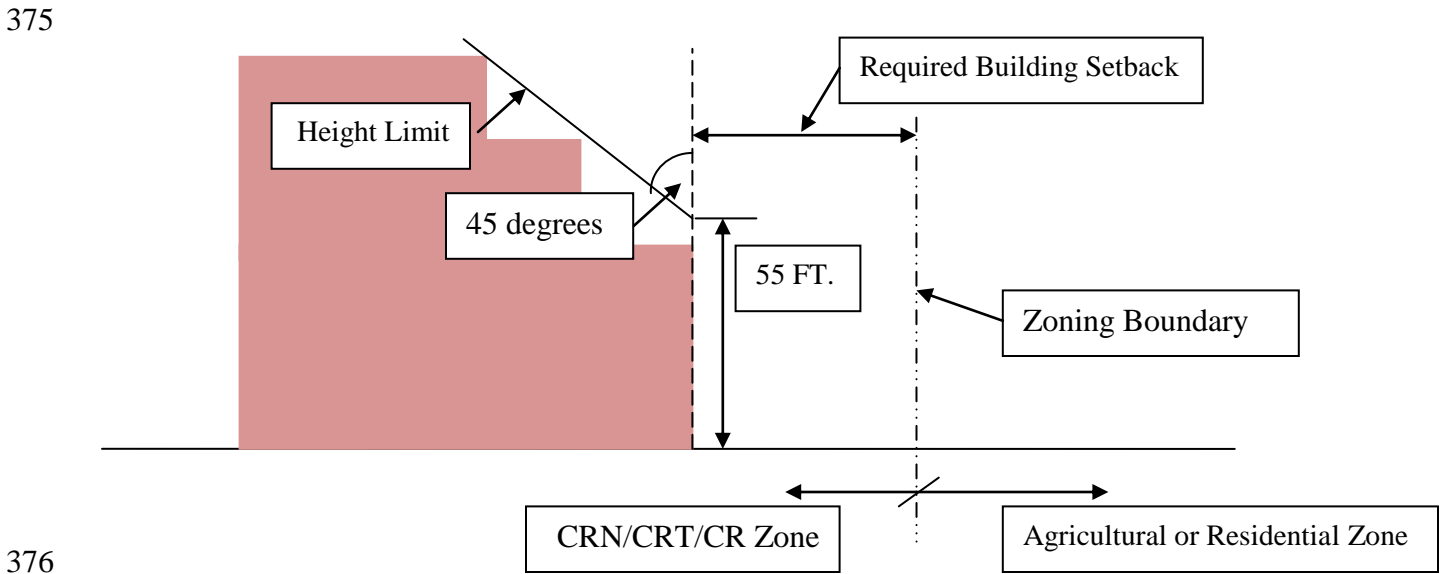 375
Required Building Setback
Height Limit
45 degrees
55 FT.
Zoning Boundary
CRN/CRT/CR Zone
Agricultural or Residential Zone
376